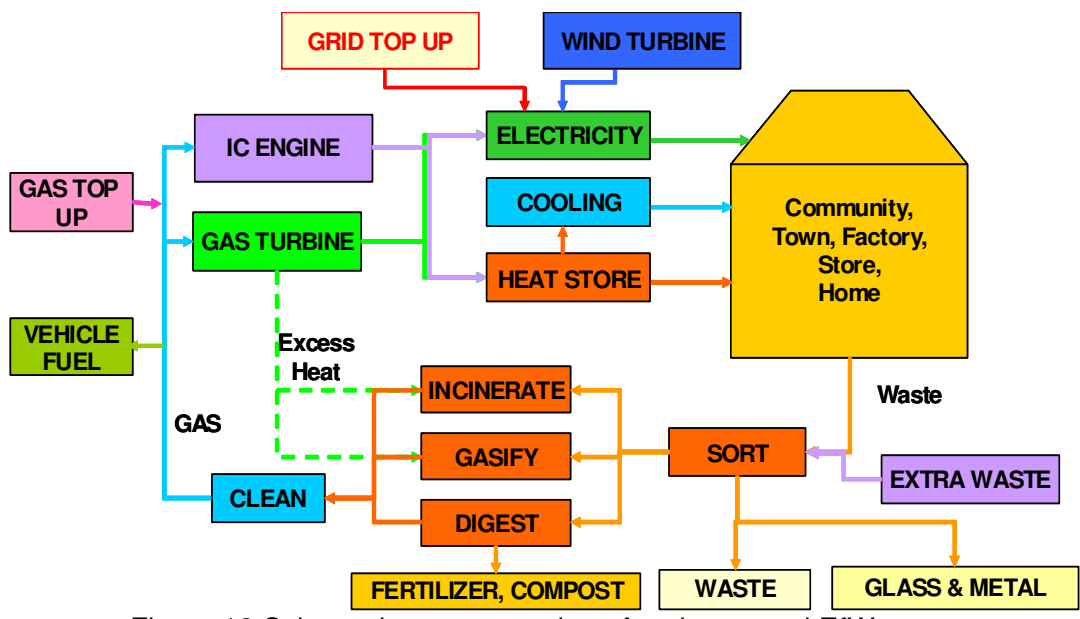 GRID TOP UP
WIND TURBINE
IC ENGINE
ELECTRICITY
GAS TOP
UP
COOLING
GAS TURBINE
HEAT STORE
Community,
Town, Factory,
Store,
Home
VEHICLE
FUEL
Excess
Heat
INCINERATE
Waste
GAS
GASIFY
SORT
CLEAN
EXTRA WASTE
DIGEST
FERTILIZER, COMPOST
WASTE
GLASS & METAL